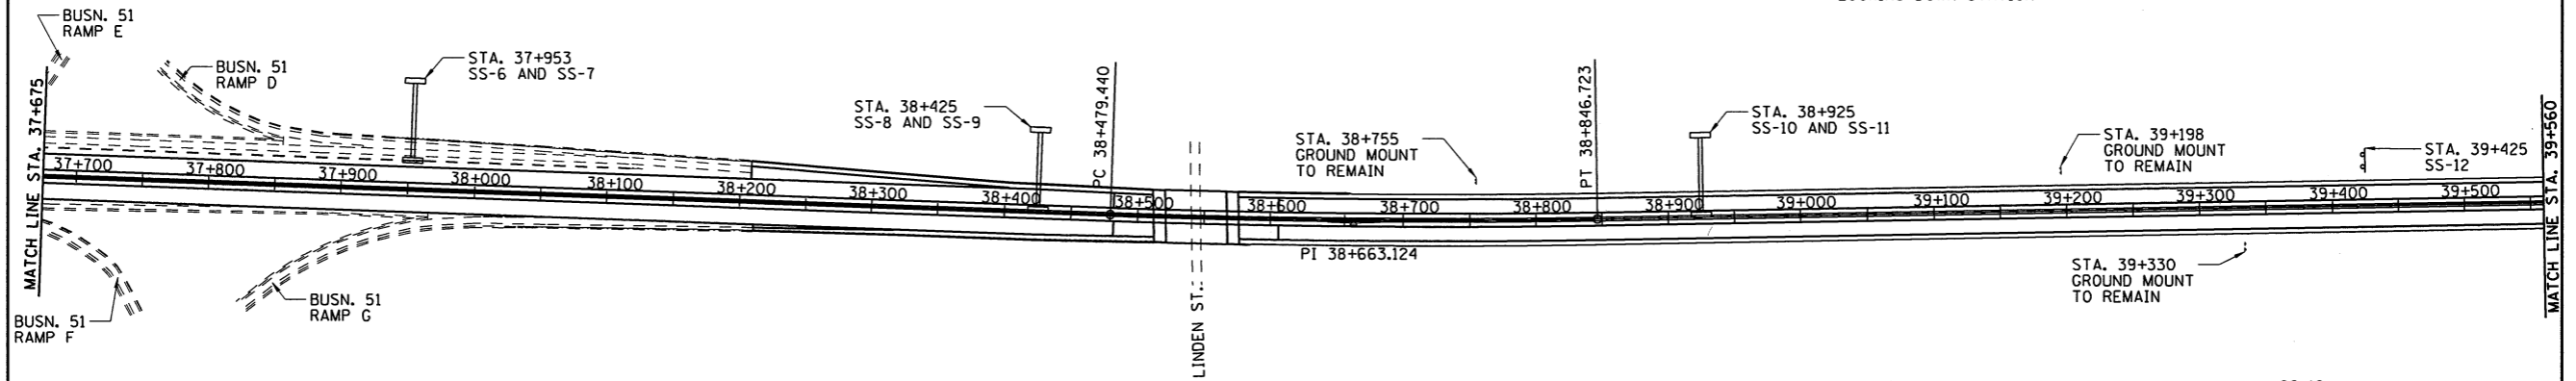 BUSN. 51
RAMP E
BUSN. 51
RAMP D
STA. 37+953
SS-6 AND SS-7
STA. 38+425
SS-8 AND SS-9
PC 38+479.440
STA. 38+755
GROUND MOUNT
TO REMAIN
PT 38+846.723
STA. 38+925
SS-10 AND SS-11
STA. 39+198
GROUND MOUNT
TO REMAIN
STA. 39+425
SS-12
MATCH LINE STA. 37+675
37+700
37+800
37+900
38+000
38+100
38+200
38+300
38+400
38+500
38+600
38+700
38+800
38+900
39+000
39+100
39+200
39+300
39+400
39+500
MATCH LINE STA. 39+560
PI 38+663.124
LINDEN ST.
STA. 39+330
GROUND MOUNT
TO REMAIN
BUSN. 51
RAMP G
BUSN. 51
RAMP F